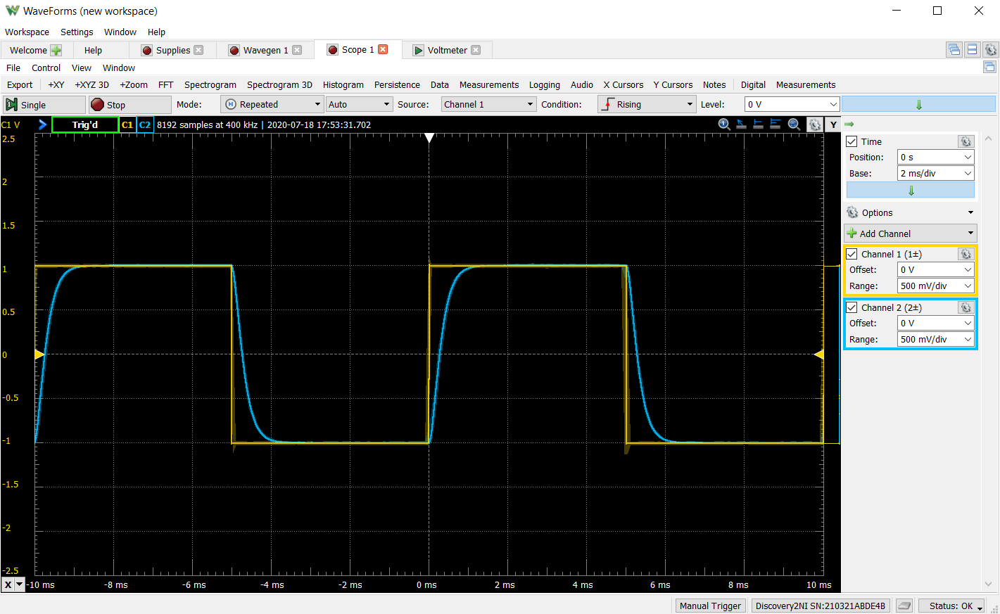 WaveForms (new workspace)
Workspace Settings Window Help
Welcome Help Supplies Wavegen 1 Scope 1 Voltmeter
File Control View Window
Export +XY +XYZ 3D +Zoom FFT Spectrogram Spectrogram 3D Histogram Persistence Data Measurements Logging Audio X Cursors Y Cursors Notes Digital Measurements
Single Stop Mode: Repeated Auto Source: Channel 1 Condition: Rising Level: 0 V
C1 V Trig'd C1 C2 8192 samples at 400 kHz | 2020-07-18 17:53:31.702 Y
2.5
2
1.5
1
0.5
0
-0.5
-1
-1.5
-2
-2.5
X -10 ms -8 ms -6 ms -4 ms -2 ms 0 ms 2 ms 4 ms 6 ms 8 ms 10 ms
Time
Position: 0 s
Base: 2 ms/div
Options
Add Channel
Channel 1 (1±)
Offset: 0 V
Range: 500 mV/div
Channel 2 (2±)
Offset: 0 V
Range: 500 mV/div
Manual Trigger Discovery2NI SN:210321ABDE4B Status: OK